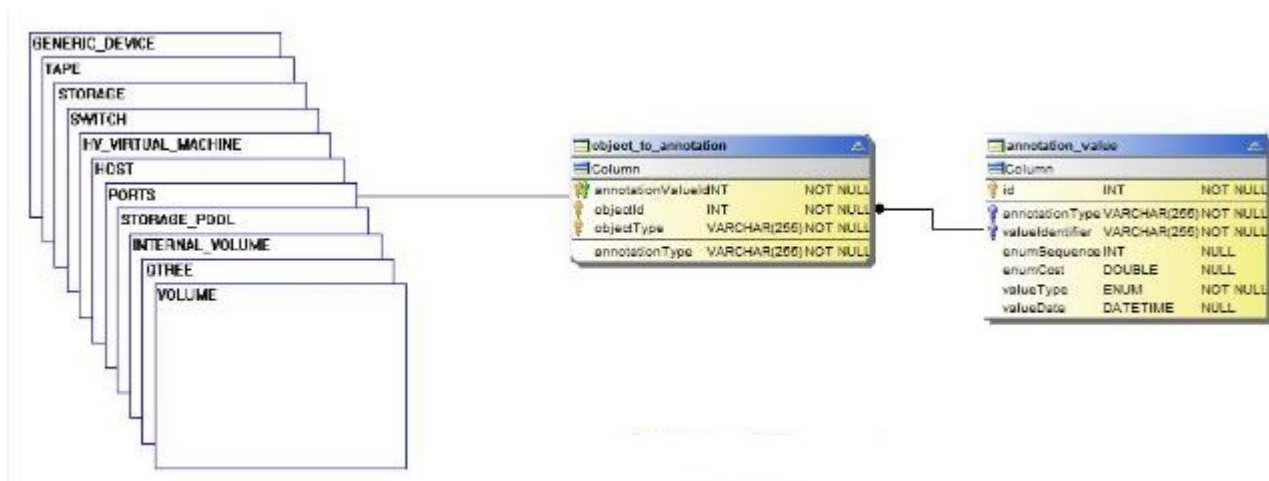 GENERIC_DEVICE
TAPE
STORAGE
SWITCH
HV_VIRTUAL_MACHINE
HOST
PORTS
STORAGE_POOL
INTERNAL_VOLUME
QTREE
VOLUME
object_to_annotation
Column
annotationValueId INT NOT NULL
objectId INT NOT NULL
objectType VARCHAR(255) NOT NULL
annotationType VARCHAR(255) NOT NULL
annotation_value
Column
id INT NOT NULL
annotationType VARCHAR(255) NOT NULL
valueIdentifier VARCHAR(255) NOT NULL
enumSequence INT NULL
enumCost DOUBLE NULL
valueType ENUM NOT NULL
valueDate DATETIME NULL